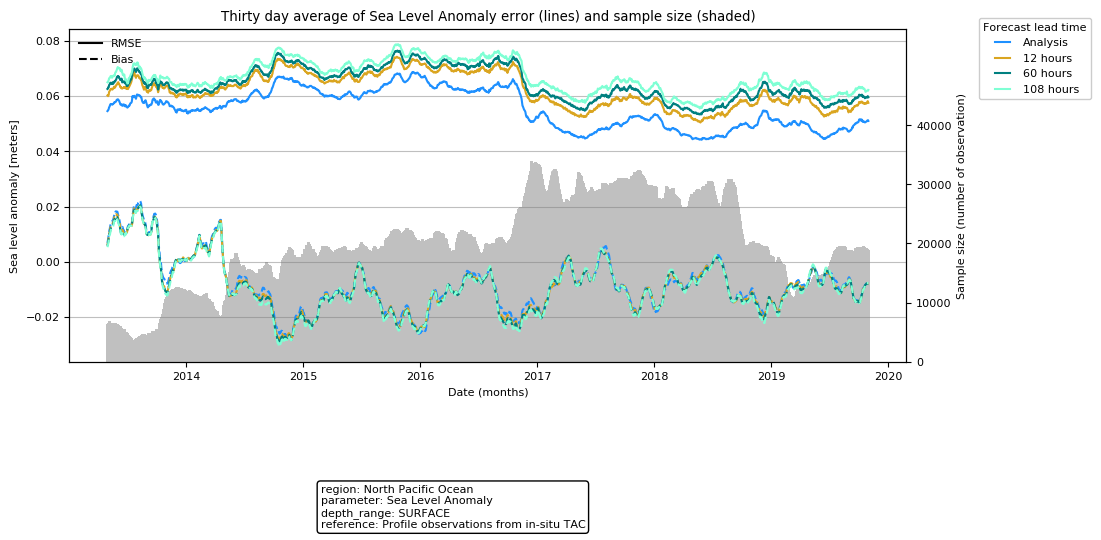 Thirty day average of Sea Level Anomaly error (lines) and sample size (shaded)
RMSE
Bias
Forecast lead time
Analysis
12 hours
60 hours
108 hours
Sea level anomaly [meters]
0.08
0.06
0.04
0.02
0.00
−0.02
Sample size (number of observation)
40000
30000
20000
10000
0
2014
2015
2016
2017
2018
2019
2020
Date (months)
region: North Pacific Ocean
parameter: Sea Level Anomaly
depth_range: SURFACE
reference: Profile observations from in-situ TAC